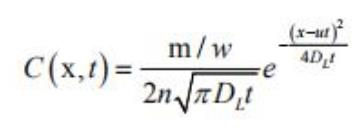 C(x,t) = \frac{m/w}{2n\sqrt{\pi D_L t}} e^{-\frac{(x-ut)^2}{4D_L t}}